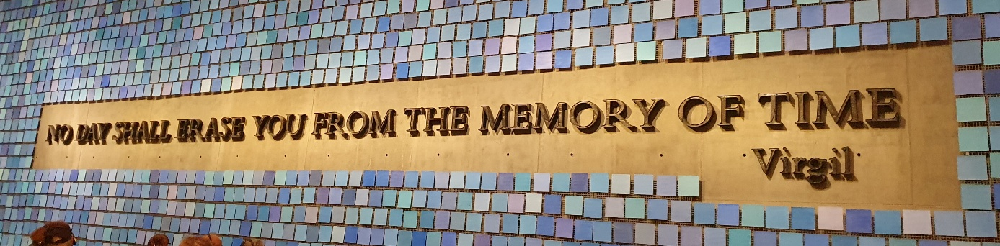 NO DAY SHALL ERASE YOU FROM THE MEMORY OF TIME
Virgil